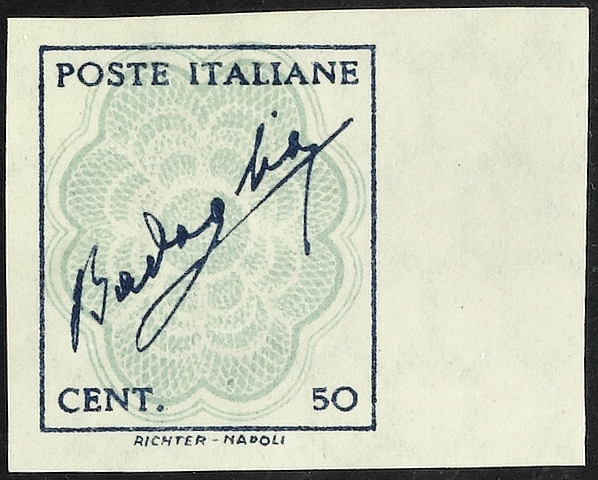 POSTE ITALIANE
Badoglio
CENT. 50
RICHTER - NAPOLI